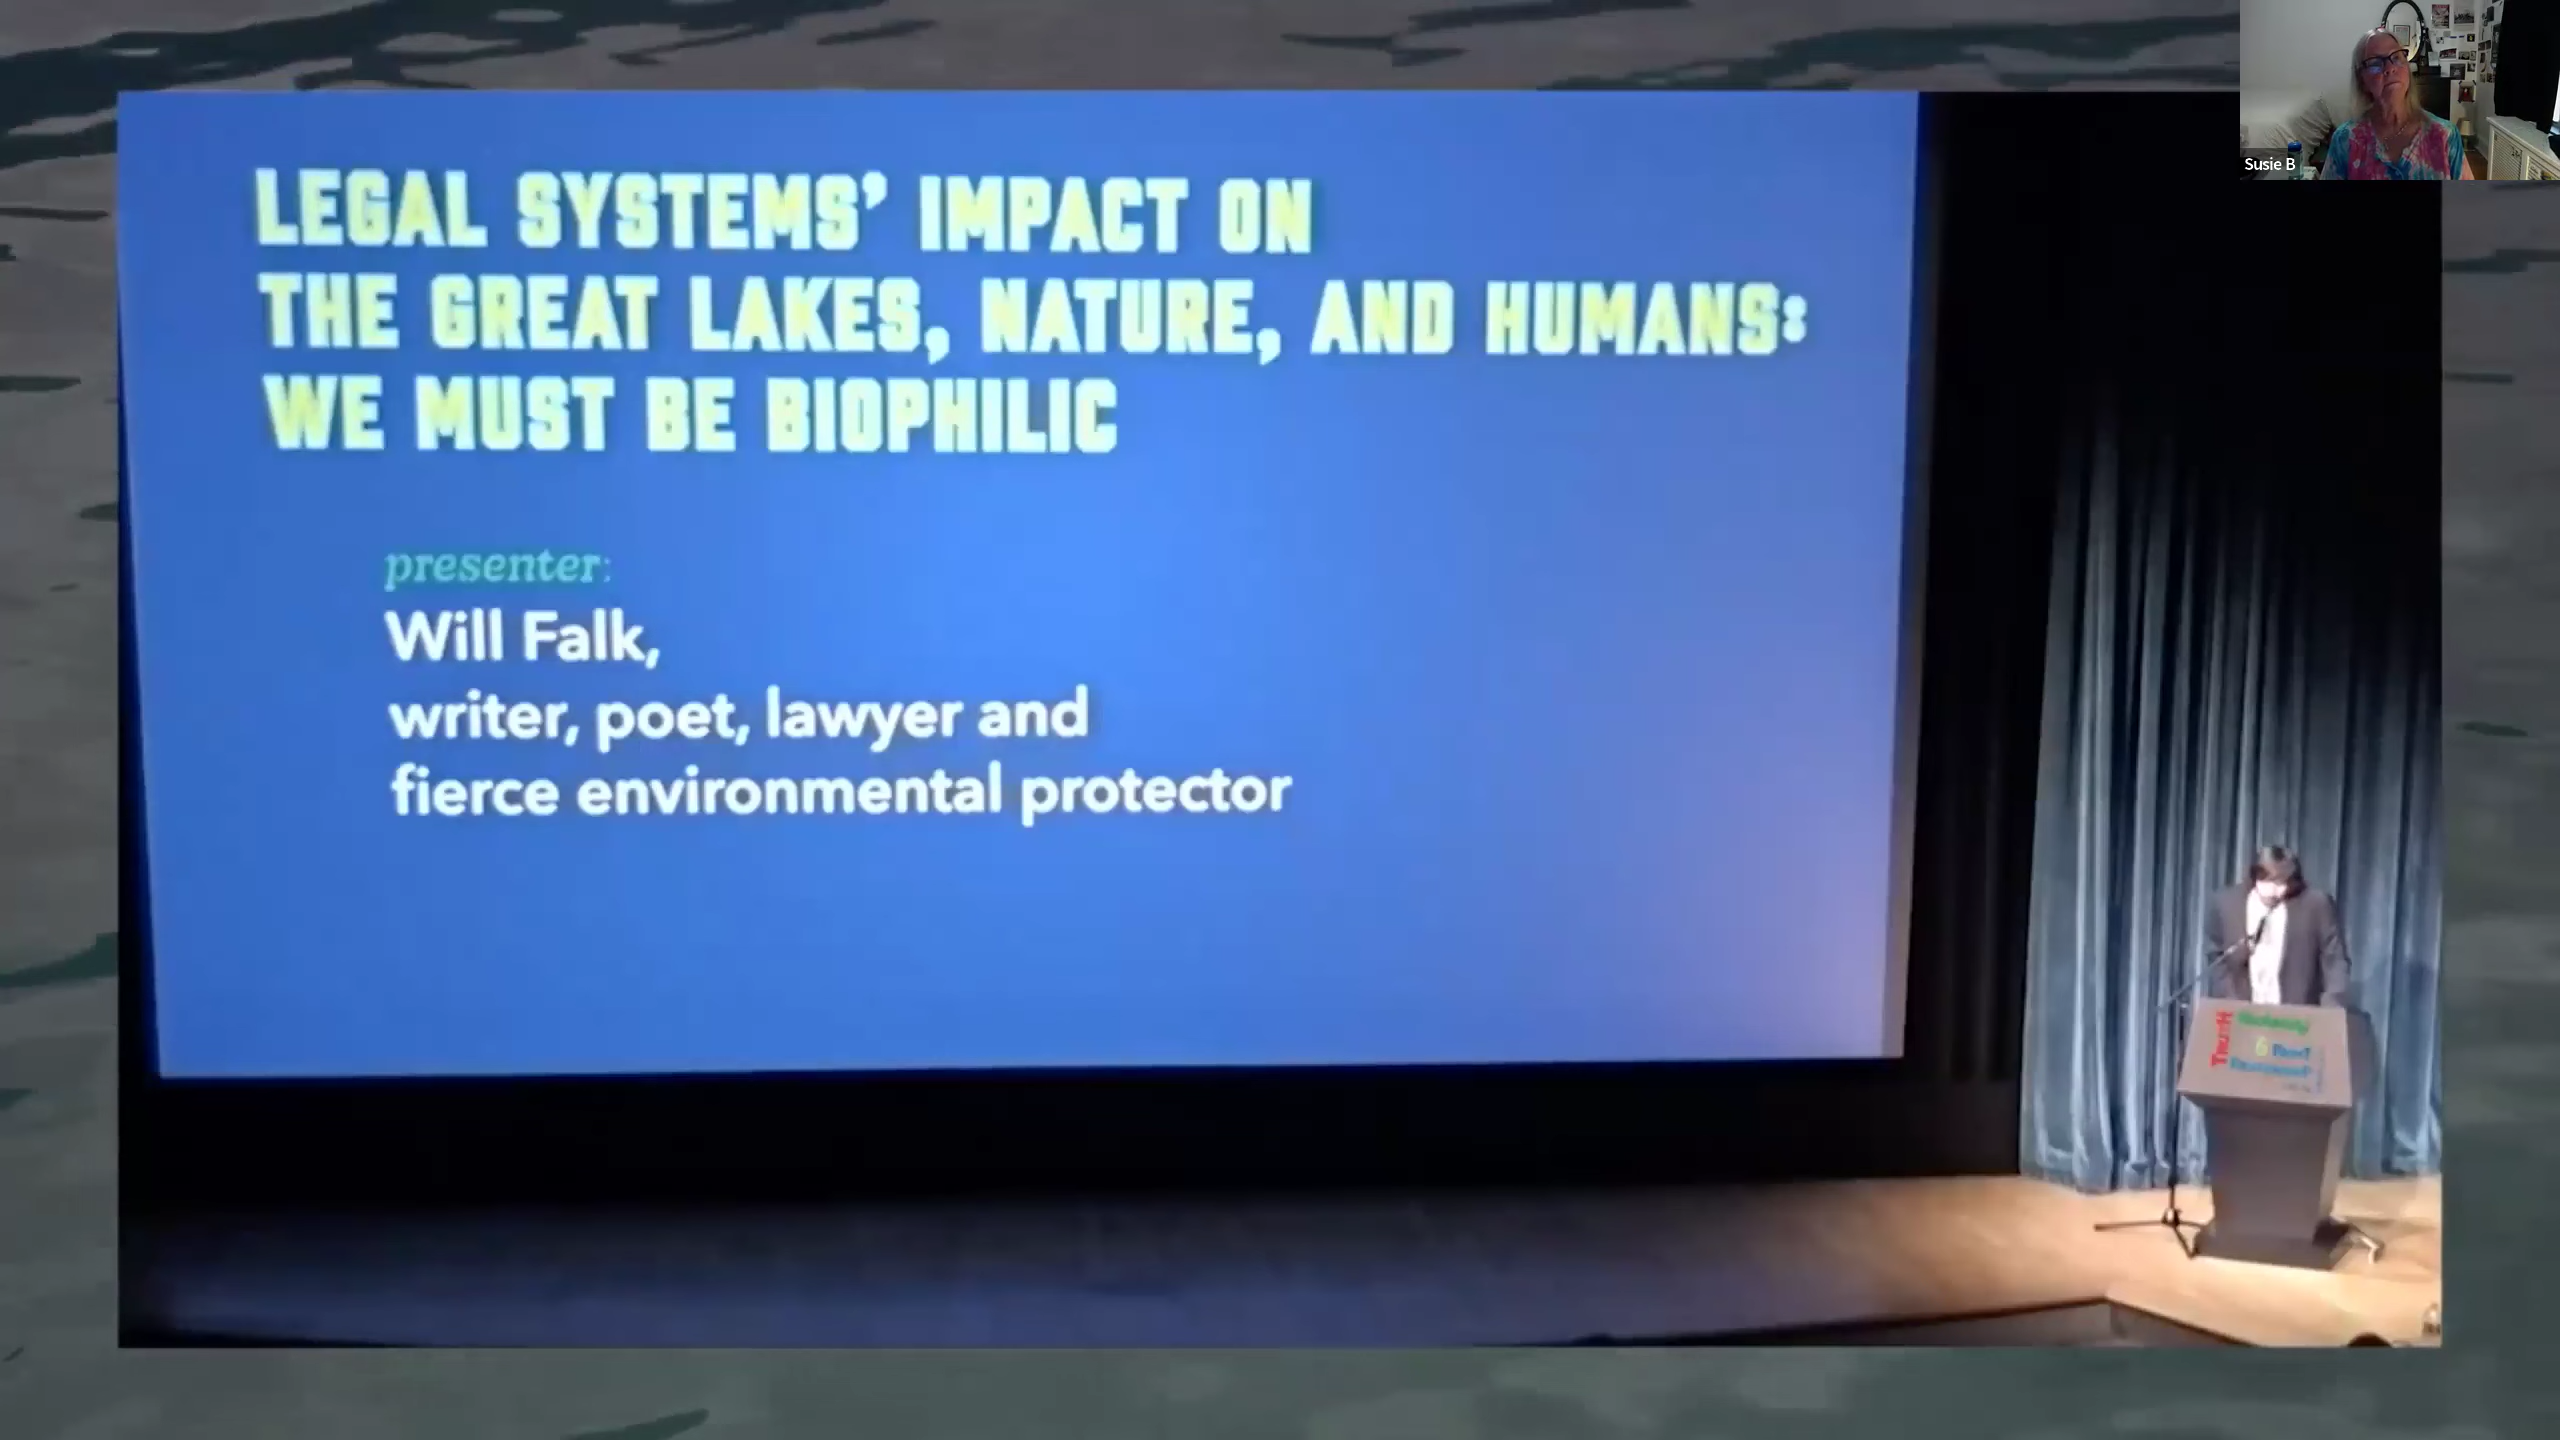 LEGAL SYSTEMS' IMPACT ON
THE GREAT LAKES, NATURE, AND HUMANS:
WE MUST BE BIOPHILIC
presenter:
Will Falk,
writer, poet, lawyer and
fierce environmental protector
Susie B
TRUTH